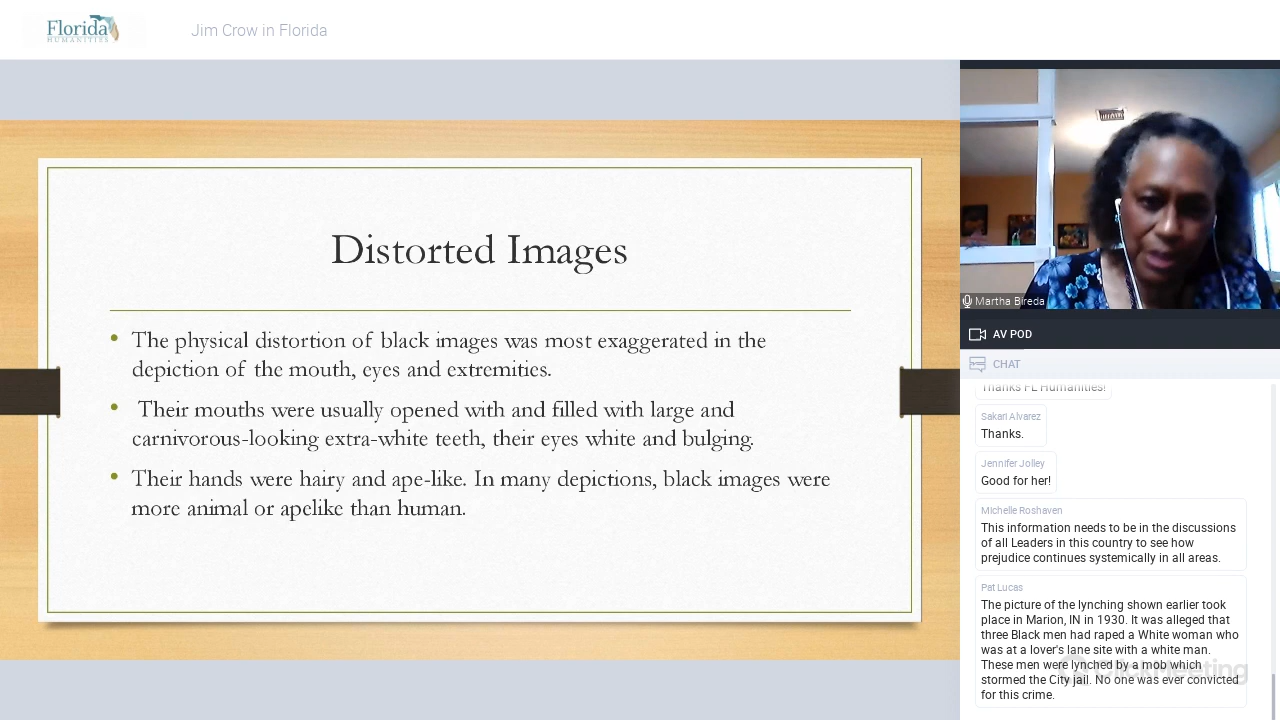 Florida
HUMANITIES
Jim Crow in Florida
Distorted Images
• The physical distortion of black images was most exaggerated in the
depiction of the mouth, eyes and extremities.
• Their mouths were usually opened with and filled with large and
carnivorous-looking extra-white teeth, their eyes white and bulging.
• Their hands were hairy and ape-like. In many depictions, black images were
more animal or apelike than human.
Martha Bireda
AV POD
CHAT
Thanks FL Humanities!
Sakari Alvarez
Thanks.
Jennifer Jolley
Good for her!
Michelle Roshaven
This information needs to be in the discussions
of all Leaders in this country to see how
prejudice continues systemically in all areas.
Pat Lucas
The picture of the lynching shown earlier took
place in Marion, IN in 1930. It was alleged that
three Black men had raped a White woman who
was at a lover's lane site with a white man.
These men were lynched by a mob which
stormed the City jail. No one was ever convicted
for this crime.
ClickMeeting